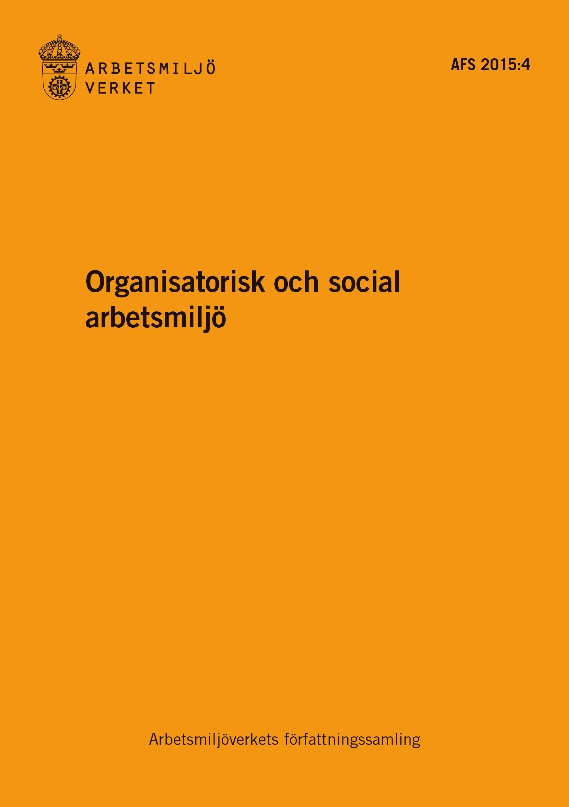 ARBETSMILJÖ
VERKET
AFS 2015:4
Organisatorisk och social
arbetsmiljö
Arbetsmiljöverkets författningssamling